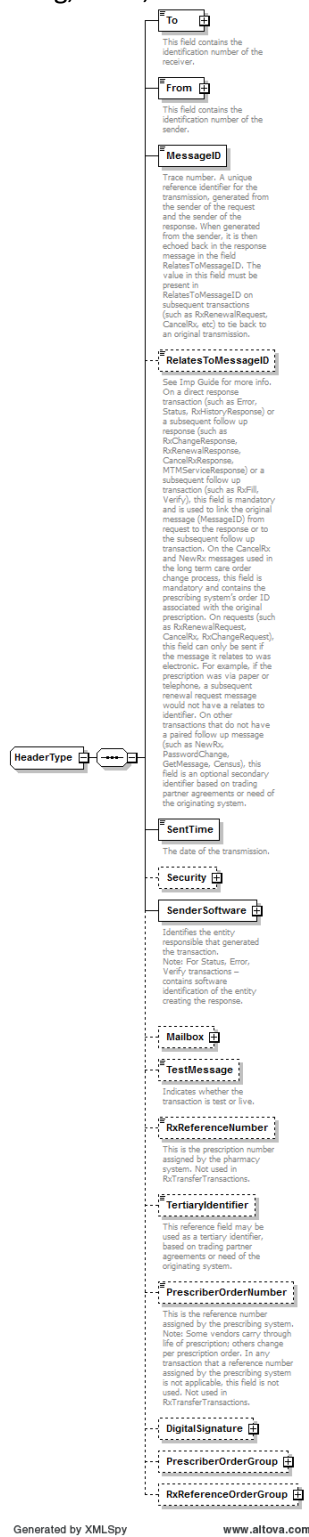 To
This field contains the
identification number of the
receiver.
From
This field contains the
identification number of the
sender.
MessageID
Trace number. A unique
reference identifier for the
transmission, generated from
the sender of the request
and the sender of the
response. When generated
from the sender, it is then
echoed back in the response
message in the field
RelatesToMessageID. The
value in this field must be
present in
RelatesToMessageID on
subsequent transactions
(such as RxRenewalRequest,
CancelRx, etc) to tie back to
an original transmission.
RelatesToMessageID
See Imp Guide for more info.
On a direct response
transaction (such as Error,
Status, RxHistoryResponse) or
a subsequent follow up
response (such as
RxChangeResponse,
RxRenewalResponse,
CancelRxResponse,
MTMServiceResponse) or a
subsequent follow up
transaction (such as RxFill,
Verify), this field is mandatory
and is used to link the original
message (MessageID) from
request to the response or to
the subsequent follow up
transaction. On the CancelRx
and NewRx messages used in
the long term care order
change process, this field is
mandatory and contains the
prescribing system's order ID
associated with the original
prescription. On requests (such
as RxRenewalRequest,
CancelRx, RxChangeRequest),
this field can only be sent if
the message it relates to was
electronic. For example, if the
prescription was via paper or
telephone, a subsequent
renewal request message
would not have a relates to
identifier. On other
transactions that do not have
a paired follow up message
(such as NewRx,
PasswordChange,
GetMessage, Census), this
field is an optional secondary
identifier based on trading
partner agreements or need of
the originating system.
HeaderType
SentTime
The date of the transmission.
Security
SenderSoftware
Identifies the entity
responsible that generated
the transaction.
Note: For Status, Error,
Verify transactions –
contains software
identification of the entity
creating the response.
Mailbox
TestMessage
Indicates whether the
transaction is test or live.
RxReferenceNumber
This is the prescription number
assigned by the pharmacy
system. Not used in
RxTransferTransactions.
TertiaryIdentifier
This reference field may be
used as a tertiary identifier,
based on trading partner
agreements or need of the
originating system.
PrescriberOrderNumber
This is the reference number
assigned by the prescribing system.
Note: Some vendors carry through
life of prescription; others change
per prescription order. In any
transaction that a reference number
assigned by the prescribing system
is not applicable, this field is not
used. Not used in
RxTransferTransactions.
DigitalSignature
PrescriberOrderGroup
RxReferenceOrderGroup
Generated by XMLSpy
www.altova.com